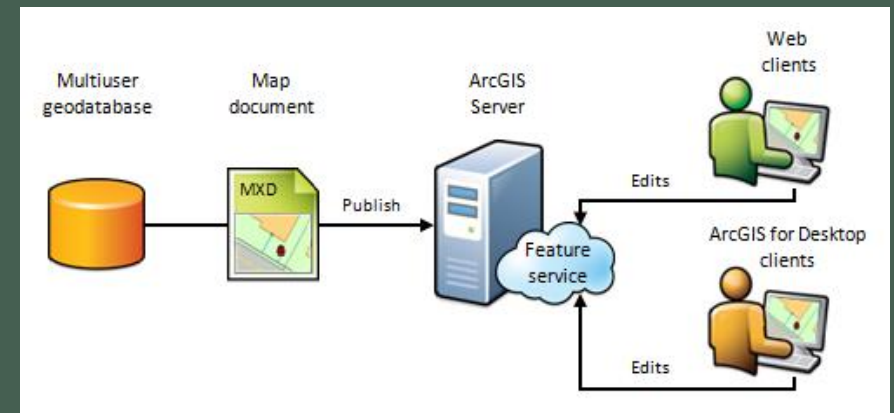 Multiuser
geodatabase
Map
document
ArcGIS
Server
Web
clients
MXD
Publish
Edits
Feature
service
ArcGIS for Desktop
clients
Edits